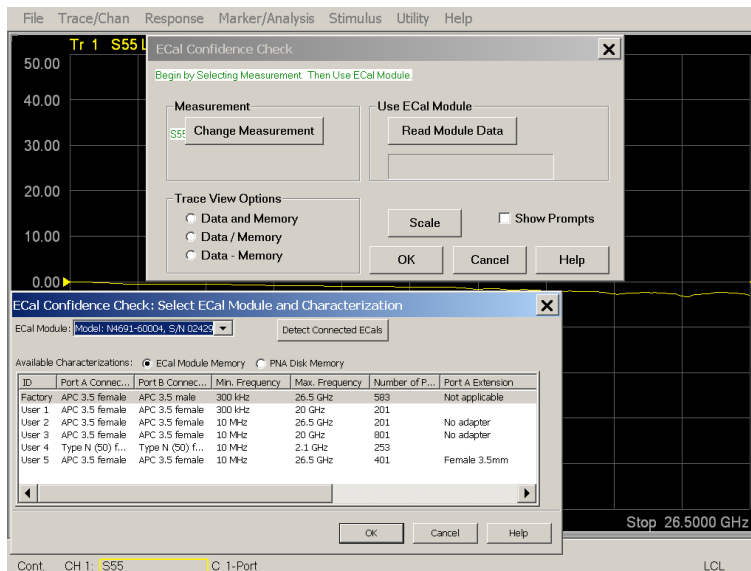 File Trace/Chan Response Marker/Analysis Stimulus Utility Help
Tr 1 S55 L
50.00
40.00
30.00
20.00
10.00
0.00
ECal Confidence Check
Begin by Selecting Measurement. Then Use ECal Module.
Measurement
S55
Change Measurement
Use ECal Module
Read Module Data
Trace View Options
Data and Memory
Data / Memory
Data - Memory
Scale
Show Prompts
OK Cancel Help
ECal Confidence Check: Select ECal Module and Characterization
ECal Module: Model: N4691-60004, S/N 02429
Detect Connected ECals
Available Characterizations: ECal Module Memory PNA Disk Memory
ID Port A Connec... Port B Connec... Min. Frequency Max. Frequency Number of P... Port A Extension
Factory APC 3.5 female APC 3.5 male 300 kHz 26.5 GHz 583 Not applicable
User 1 APC 3.5 female APC 3.5 female 300 kHz 20 GHz 201
User 2 APC 3.5 female APC 3.5 female 10 MHz 26.5 GHz 201 No adapter
User 3 APC 3.5 female APC 3.5 female 10 MHz 20 GHz 801 No adapter
User 4 Type N (50) f... Type N (50) f... 10 MHz 2.1 GHz 253
User 5 APC 3.5 female APC 3.5 female 10 MHz 26.5 GHz 401 Female 3.5mm
OK Cancel Help
Stop 26.5000 GHz
Cont. CH 1: S55 C 1-Port LCL